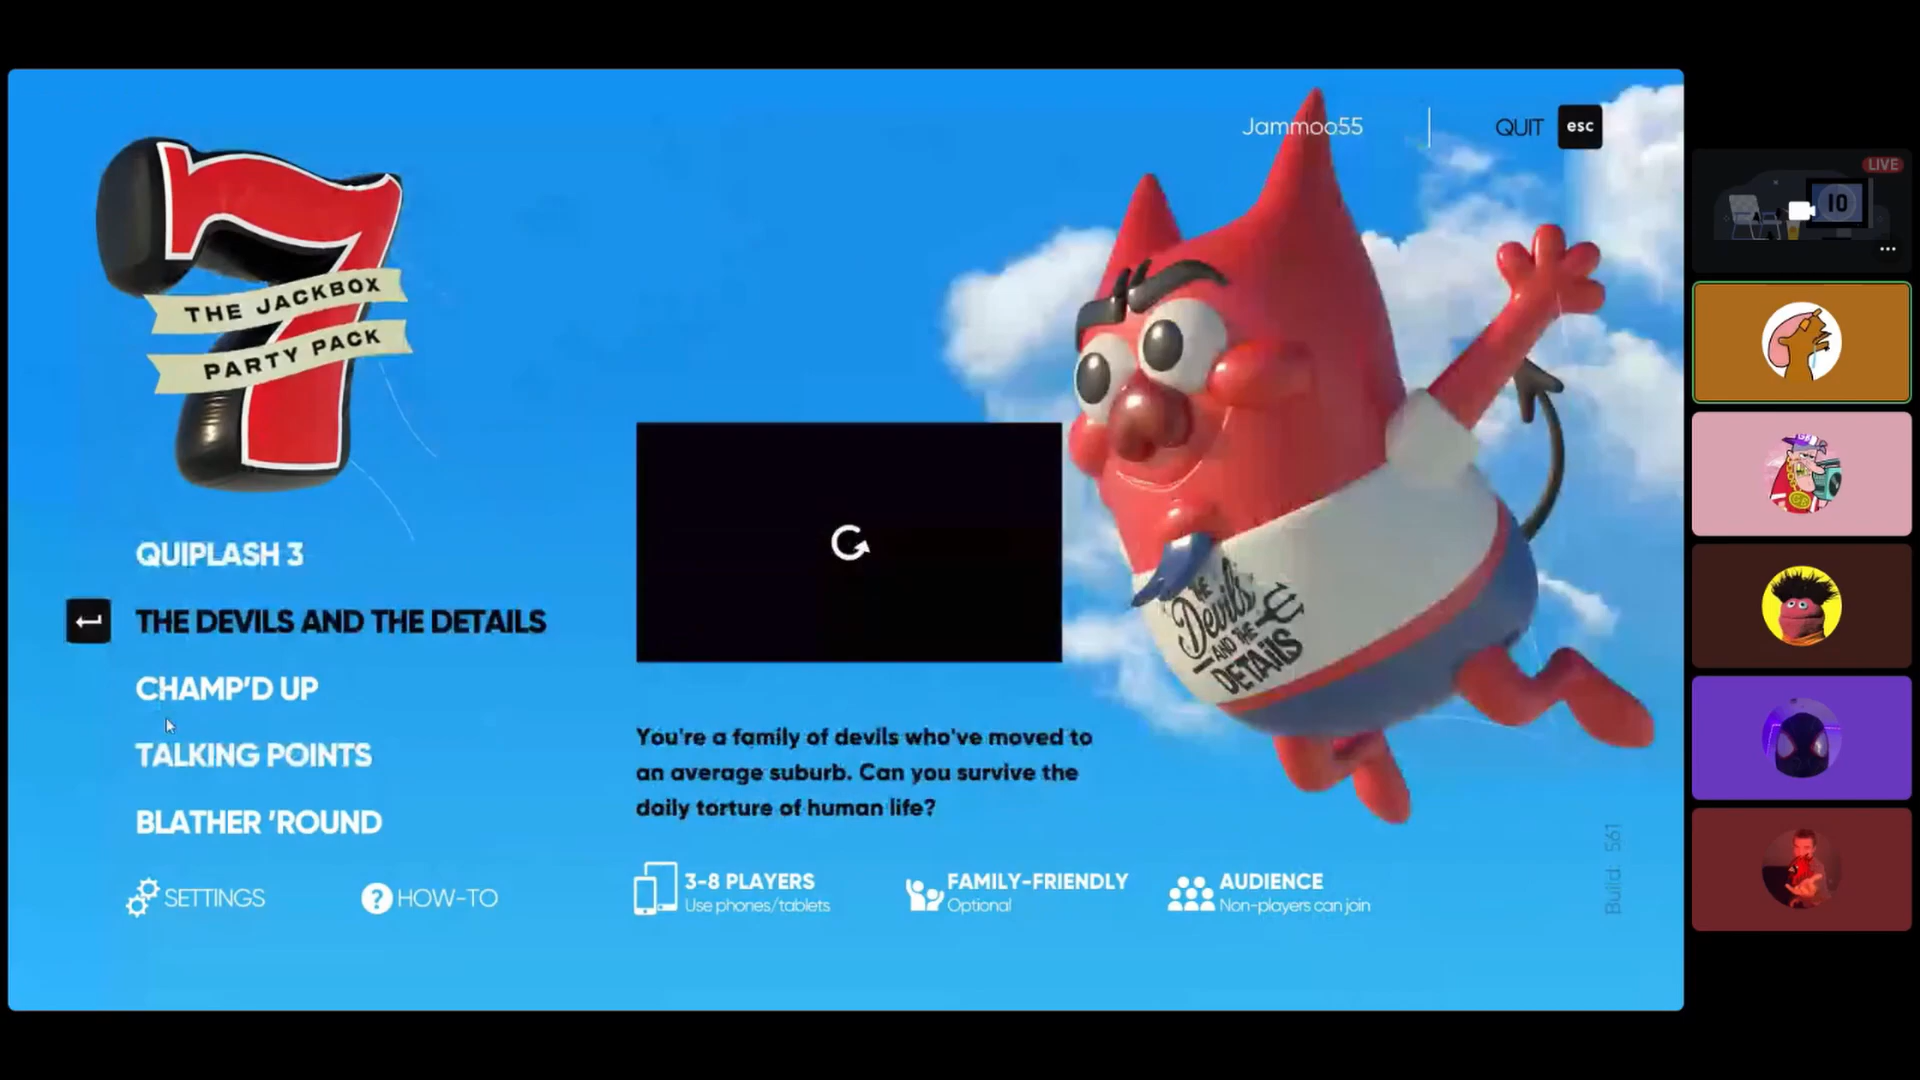 Jammoo55
QUIT esc
LIVE
10
THE JACKBOX
PARTY PACK
QUIPLASH 3
THE DEVILS AND THE DETAILS
CHAMP'D UP
TALKING POINTS
BLATHER 'ROUND
SETTINGS
HOW-TO
THE
Devils
AND THE
DETAILS
You're a family of devils who've moved to
an average suburb. Can you survive the
daily torture of human life?
3-8 PLAYERS
Use phones/tablets
FAMILY-FRIENDLY
Optional
AUDIENCE
Non-players can join
Build: 561